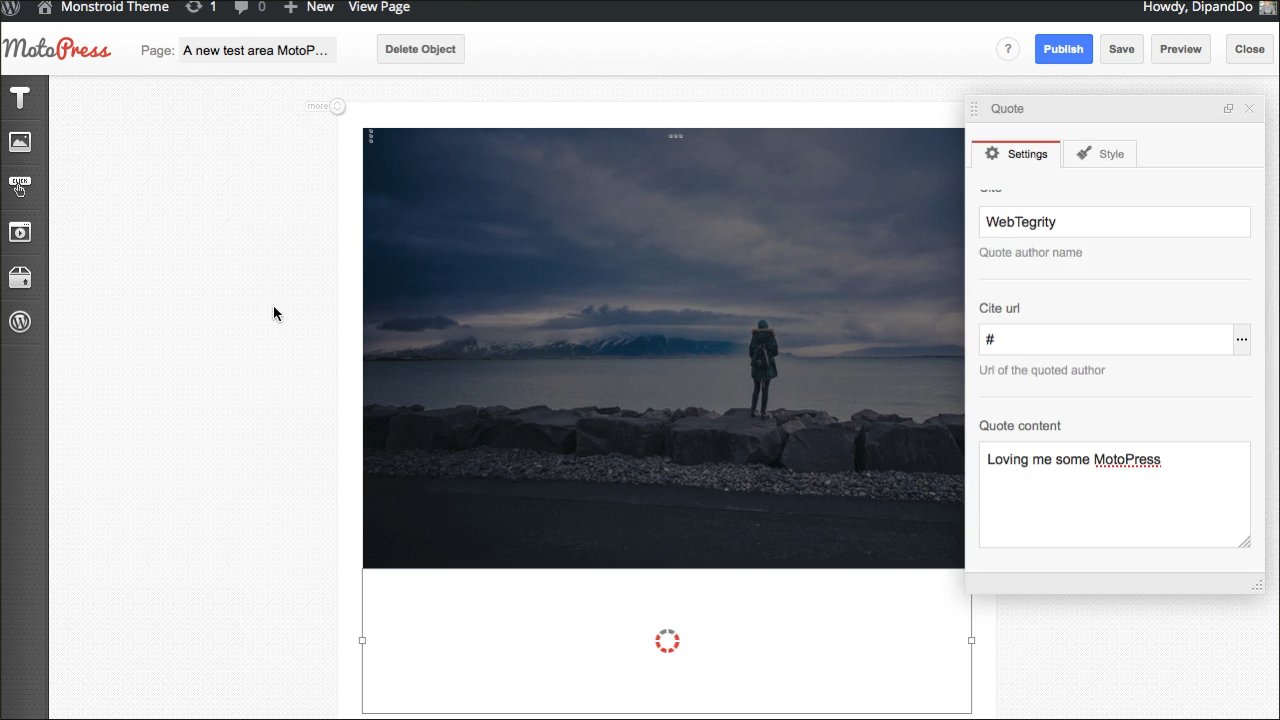 Monstroid Theme 1 0 New View Page Howdy, DipandDo
MotoPress Page: A new test area MotoP... Delete Object ? Publish Save Preview Close
more
Quote
Settings Style
CLICK
WebTegrity
Quote author name
Cite url
# ...
Url of the quoted author
Quote content
Loving me some MotoPress